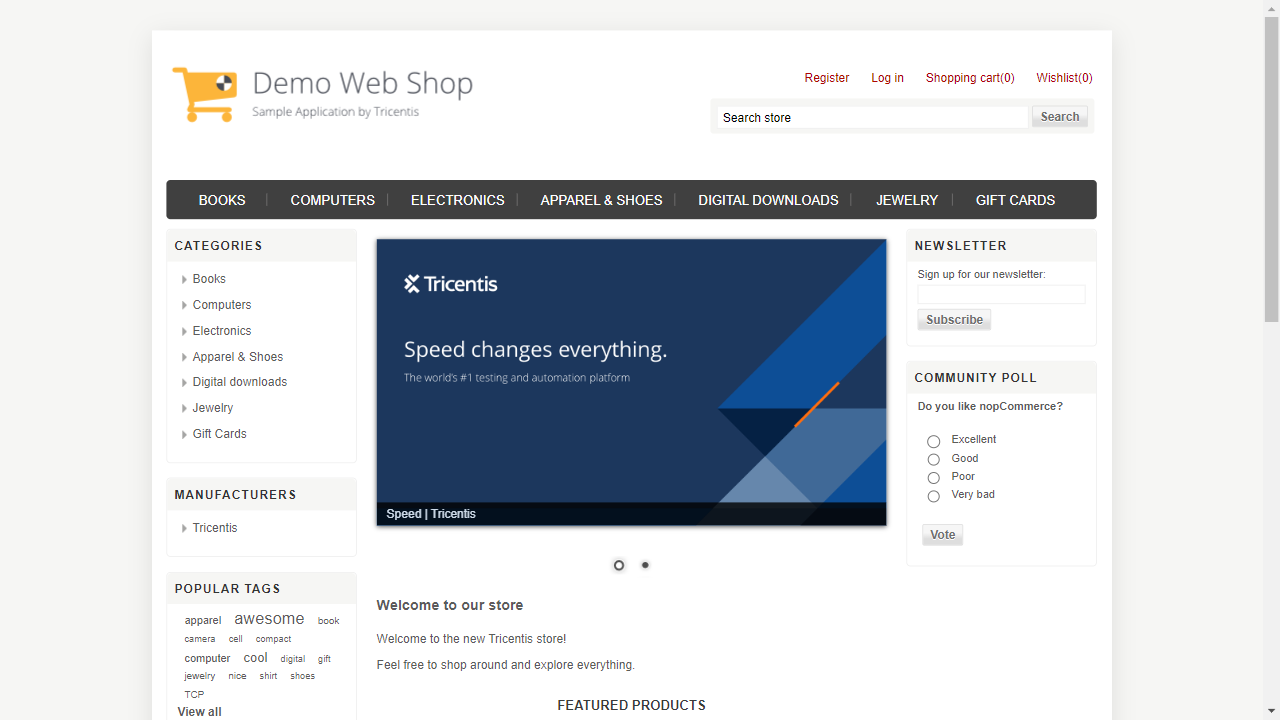 Demo Web Shop
Sample Application by Tricentis
Register
Log in
Shopping cart(0)
Wishlist(0)
Search store
Search
BOOKS
COMPUTERS
ELECTRONICS
APPAREL & SHOES
DIGITAL DOWNLOADS
JEWELRY
GIFT CARDS
CATEGORIES
Books
Computers
Electronics
Apparel & Shoes
Digital downloads
Jewelry
Gift Cards
MANUFACTURERS
Tricentis
POPULAR TAGS
apparel awesome book
camera cell compact
computer cool digital gift
jewelry nice shirt shoes
TCP
View all
Tricentis
Speed changes everything.
The world's #1 testing and automation platform
Speed | Tricentis
Welcome to our store
Welcome to the new Tricentis store!
Feel free to shop around and explore everything.
FEATURED PRODUCTS
NEWSLETTER
Sign up for our newsletter:
Subscribe
COMMUNITY POLL
Do you like nopCommerce?
Excellent
Good
Poor
Very bad
Vote